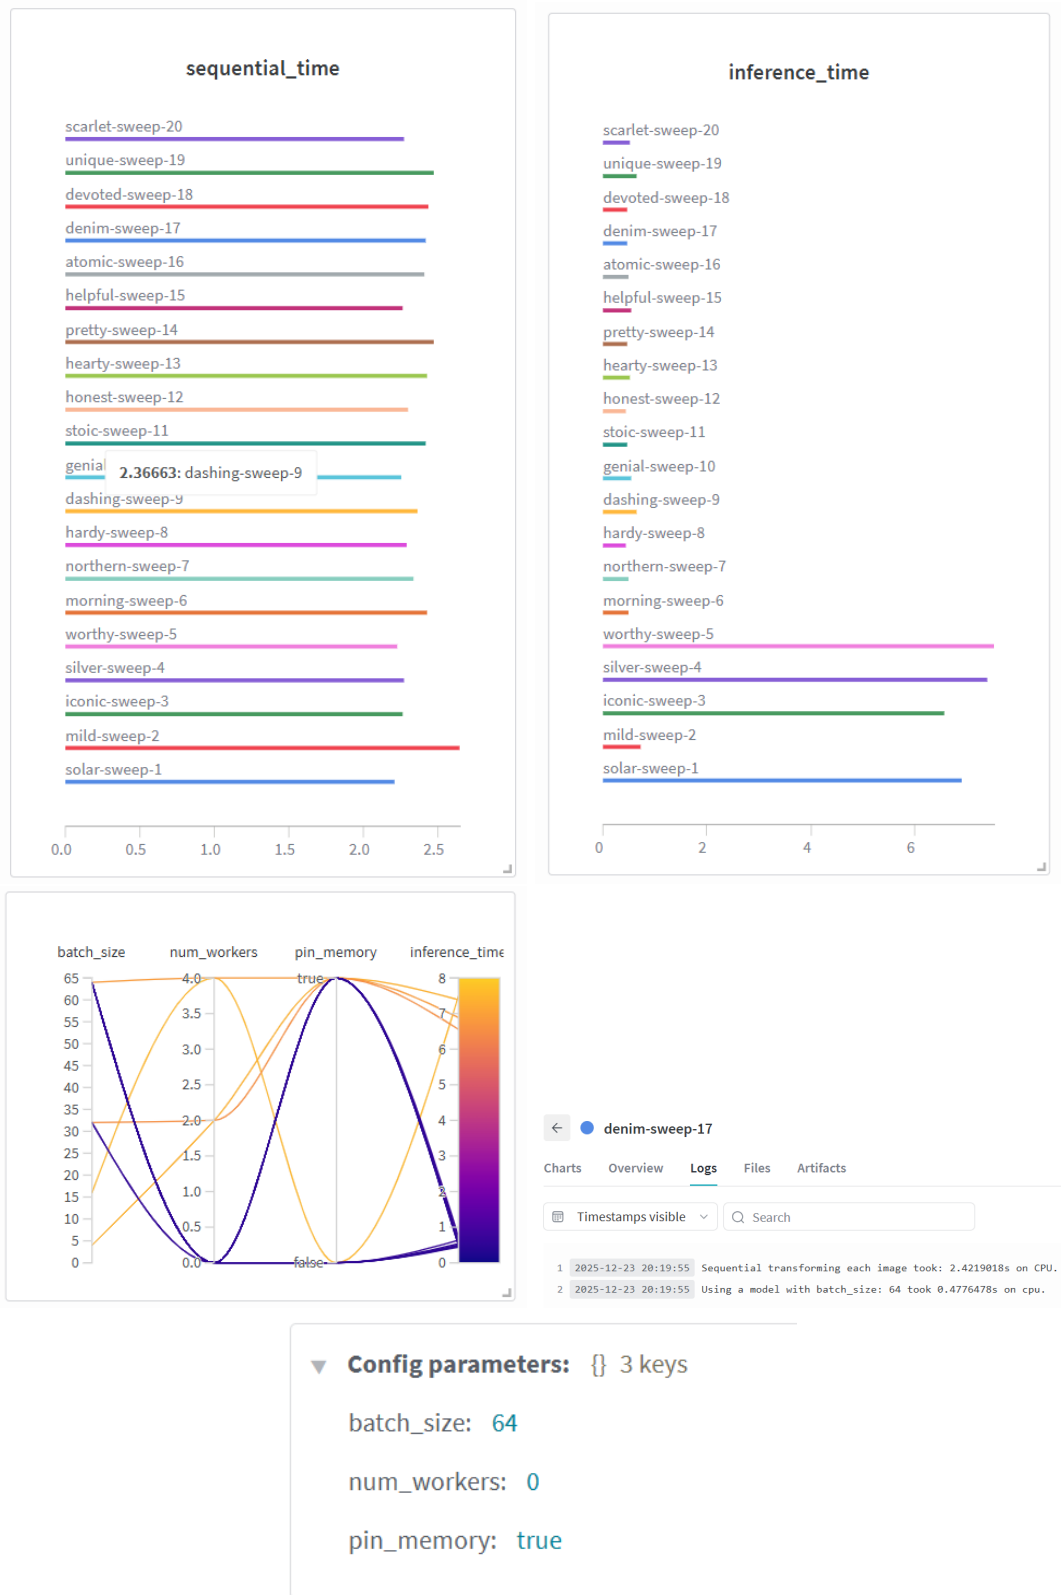 sequential_time
scarlet-sweep-20
unique-sweep-19
devoted-sweep-18
denim-sweep-17
atomic-sweep-16
helpful-sweep-15
pretty-sweep-14
hearty-sweep-13
honest-sweep-12
stoic-sweep-11
genial
2.36663: dashing-sweep-9
dashing-sweep-9
hardy-sweep-8
northern-sweep-7
morning-sweep-6
worthy-sweep-5
silver-sweep-4
iconic-sweep-3
mild-sweep-2
solar-sweep-1
0.0 0.5 1.0 1.5 2.0 2.5
inference_time
scarlet-sweep-20
unique-sweep-19
devoted-sweep-18
denim-sweep-17
atomic-sweep-16
helpful-sweep-15
pretty-sweep-14
hearty-sweep-13
honest-sweep-12
stoic-sweep-11
genial-sweep-10
dashing-sweep-9
hardy-sweep-8
northern-sweep-7
morning-sweep-6
worthy-sweep-5
silver-sweep-4
iconic-sweep-3
mild-sweep-2
solar-sweep-1
0 2 4 6
batch_size num_workers pin_memory inference_time
65
60
55
50
45
40
35
30
25
20
15
10
5
0
4.0
3.5
3.0
2.5
2.0
1.5
1.0
0.5
0.0
true
false
8
7
6
5
4
3
2
1
0
denim-sweep-17
Charts Overview Logs Files Artifacts
Timestamps visible Search
1 2025-12-23 20:19:55 Sequential transforming each image took: 2.4219018s on CPU.
2 2025-12-23 20:19:55 Using a model with batch_size: 64 took 0.4776478s on cpu.
Config parameters: {} 3 keys
batch_size: 64
num_workers: 0
pin_memory: true